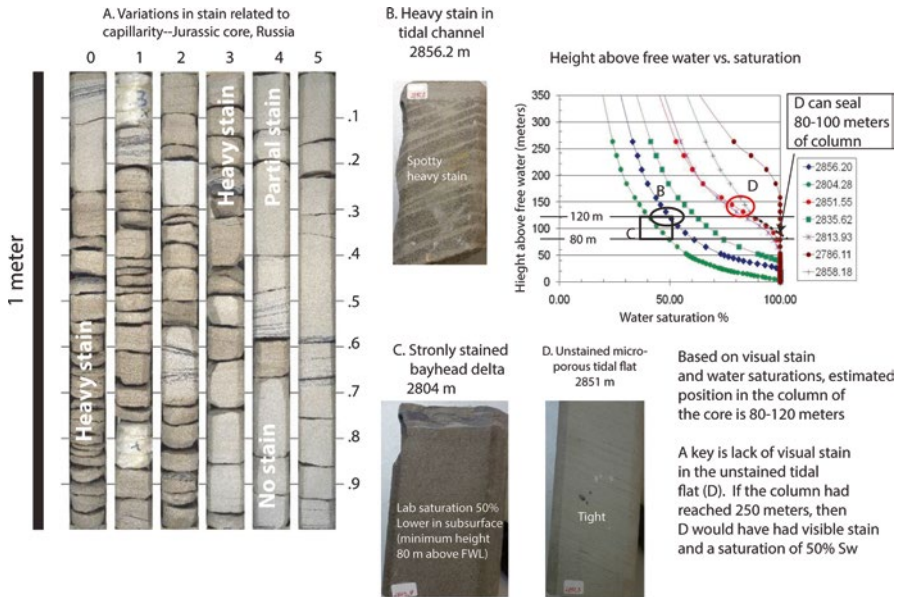 A. Variations in stain related to
capillarity--Jurassic core, Russia
0 1 2 3 4 5
1 meter
Heavy stain
Heavy stain
Partial stain
No stain
.1
.2
.3
.4
.5
.6
.7
.8
.9
B. Heavy stain in
tidal channel
2856.2 m
Spotty
heavy stain
Height above free water vs. saturation
Hieght above free water (meters)
350
300
250
200
150
100
50
0
120 m
80 m
B
C
D
0.00 50.00 100.00
Water saturation %
D can seal
80-100 meters
of column
2856.20
2804.28
2851.55
2835.62
2813.93
2786.11
2858.18
C. Stronly stained
bayhead delta
2804 m
Lab saturation 50%
Lower in subsurface
(minimum height
80 m above FWL)
D. Unstained micro-
porous tidal flat
2851 m
Tight
Based on visual stain
and water saturations, estimated
position in the column of
the core is 80-120 meters
A key is lack of visual stain
in the unstained tidal
flat (D). If the column had
reached 250 meters, then
D would have had visible stain
and a saturation of 50% Sw